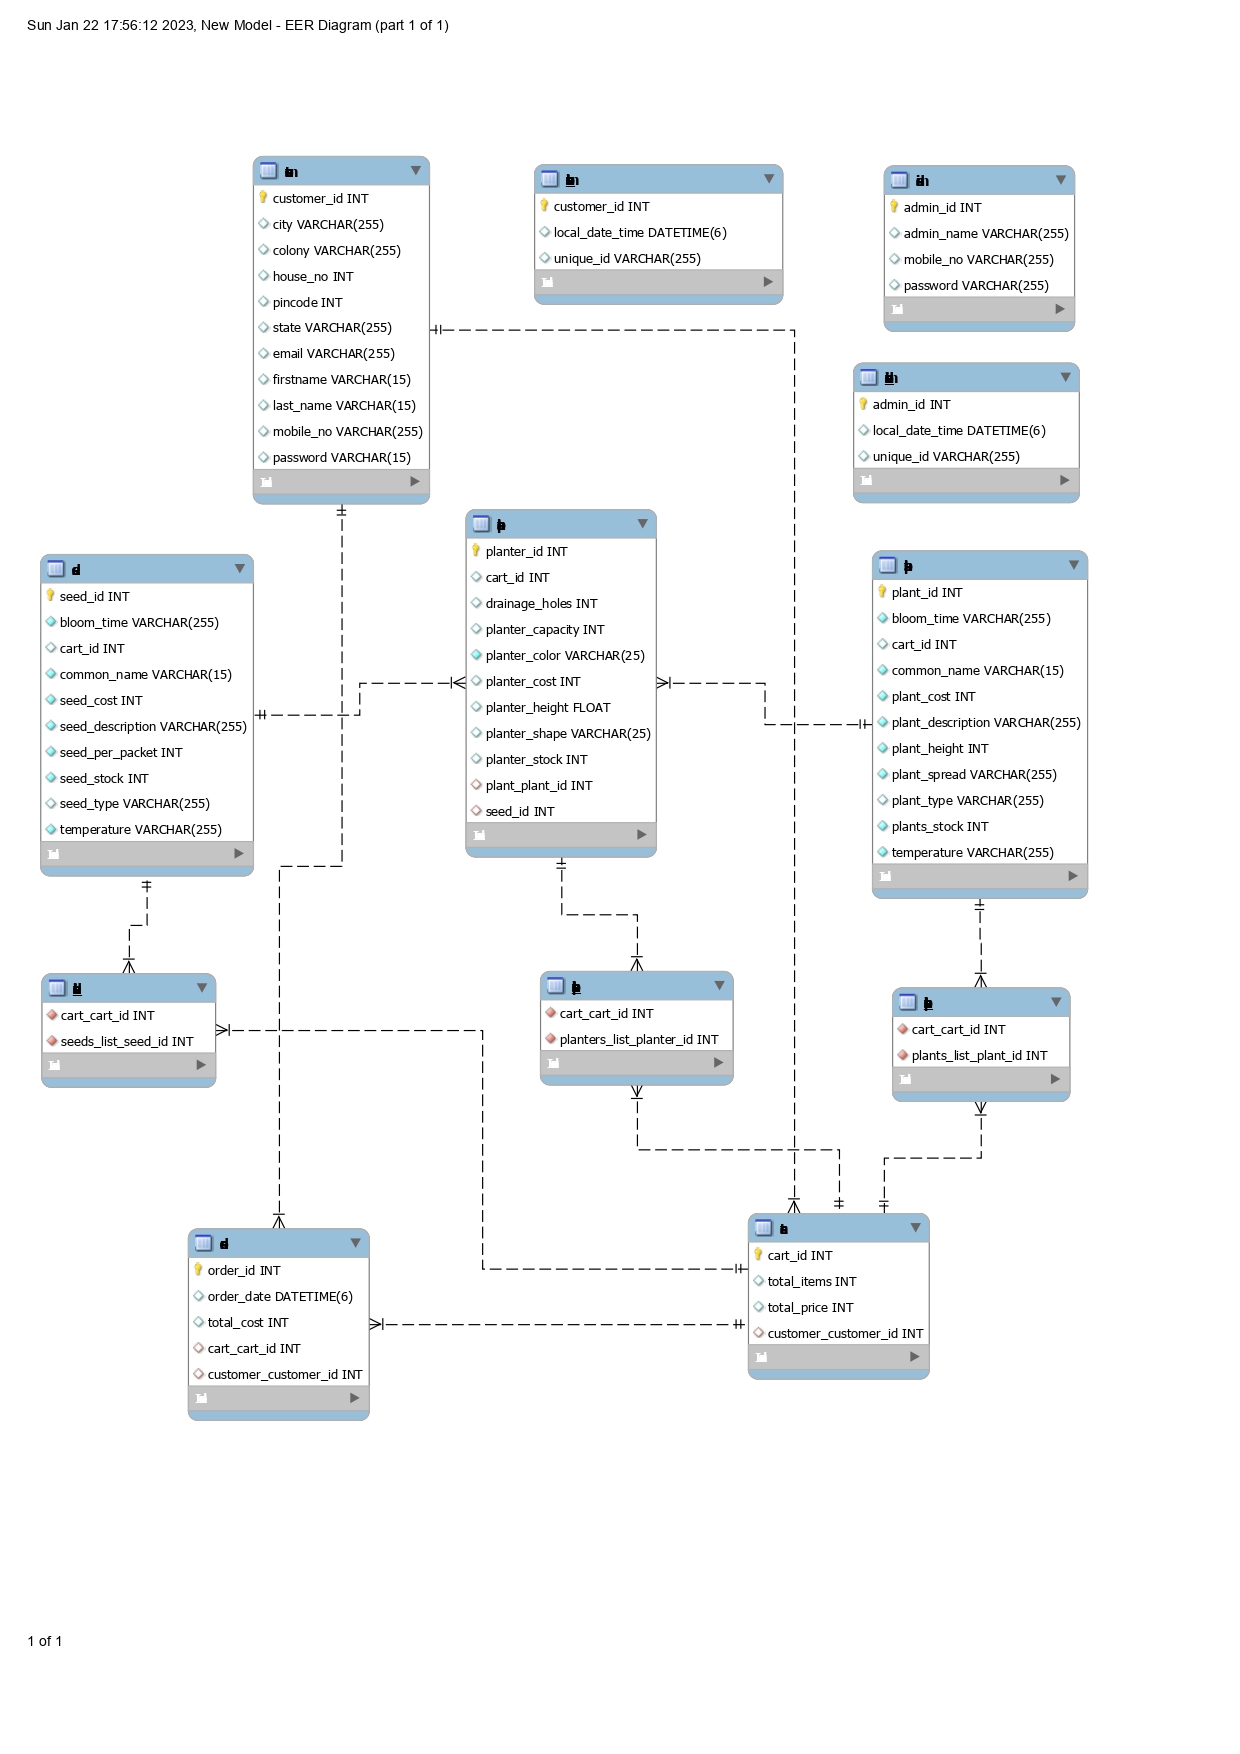 Sun Jan 22 17:56:12 2023, New Model - EER Diagram (part 1 of 1)
customer_id INT
city VARCHAR(255)
colony VARCHAR(255)
house_no INT
pincode INT
state VARCHAR(255)
email VARCHAR(255)
firstname VARCHAR(15)
last_name VARCHAR(15)
mobile_no VARCHAR(255)
password VARCHAR(15)
customer_id INT
local_date_time DATETIME(6)
unique_id VARCHAR(255)
admin_id INT
admin_name VARCHAR(255)
mobile_no VARCHAR(255)
password VARCHAR(255)
admin_id INT
local_date_time DATETIME(6)
unique_id VARCHAR(255)
seed_id INT
bloom_time VARCHAR(255)
cart_id INT
common_name VARCHAR(15)
seed_cost INT
seed_description VARCHAR(255)
seed_per_packet INT
seed_stock INT
seed_type VARCHAR(255)
temperature VARCHAR(255)
planter_id INT
cart_id INT
drainage_holes INT
planter_capacity INT
planter_color VARCHAR(25)
planter_cost INT
planter_height FLOAT
planter_shape VARCHAR(25)
planter_stock INT
plant_plant_id INT
seed_id INT
plant_id INT
bloom_time VARCHAR(255)
cart_id INT
common_name VARCHAR(15)
plant_cost INT
plant_description VARCHAR(255)
plant_height INT
plant_spread VARCHAR(255)
plant_type VARCHAR(255)
plants_stock INT
temperature VARCHAR(255)
cart_cart_id INT
seeds_list_seed_id INT
cart_cart_id INT
planters_list_planter_id INT
cart_cart_id INT
plants_list_plant_id INT
order_id INT
order_date DATETIME(6)
total_cost INT
cart_cart_id INT
customer_customer_id INT
cart_id INT
total_items INT
total_price INT
customer_customer_id INT
1 of 1